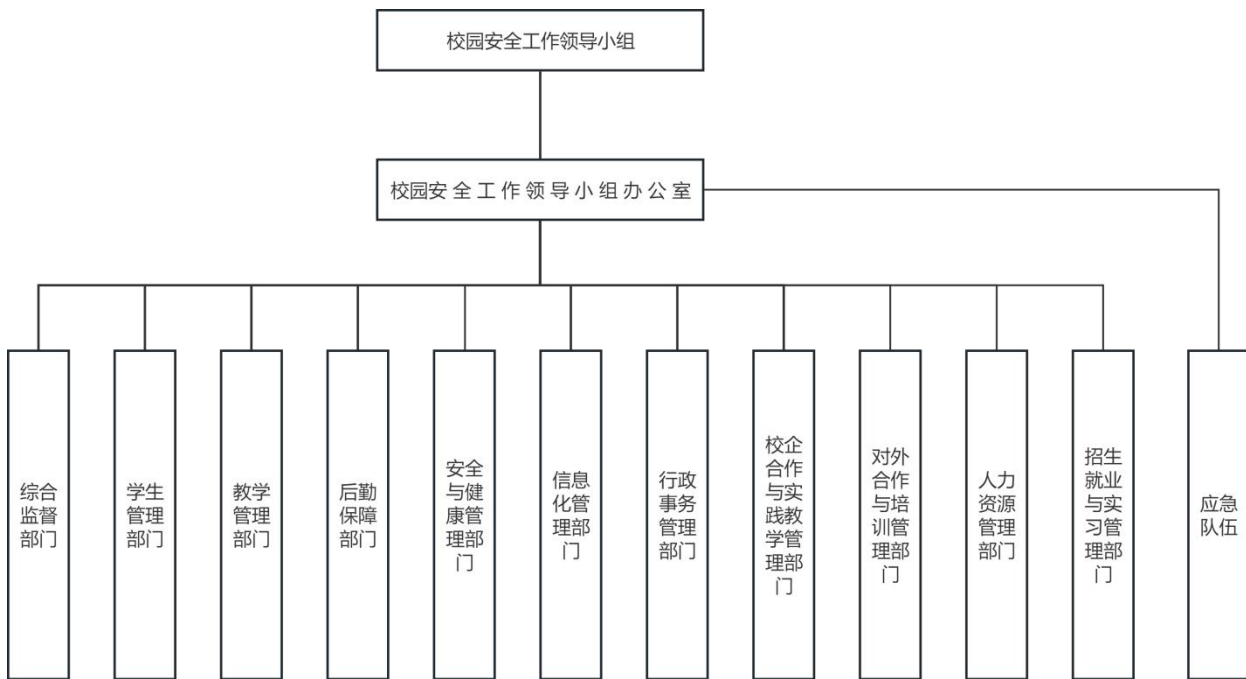 校园安全工作领导小组
校园安 全 工 作 领 导 小 组 办 公 室
综合
监督
部门
学生
管理
部门
教学
管理
部门
后勤
保障
部门
安全
与健
康管
理部
门
信息
化管
理部
门
行政
事务
管理
部门
校企
合作
与实
践教
学管
理部
门
对外
合作
与培
训管
理部
门
人力
资源
管理
部门
招生
就业
与实
习管
理部
门
应急
队伍